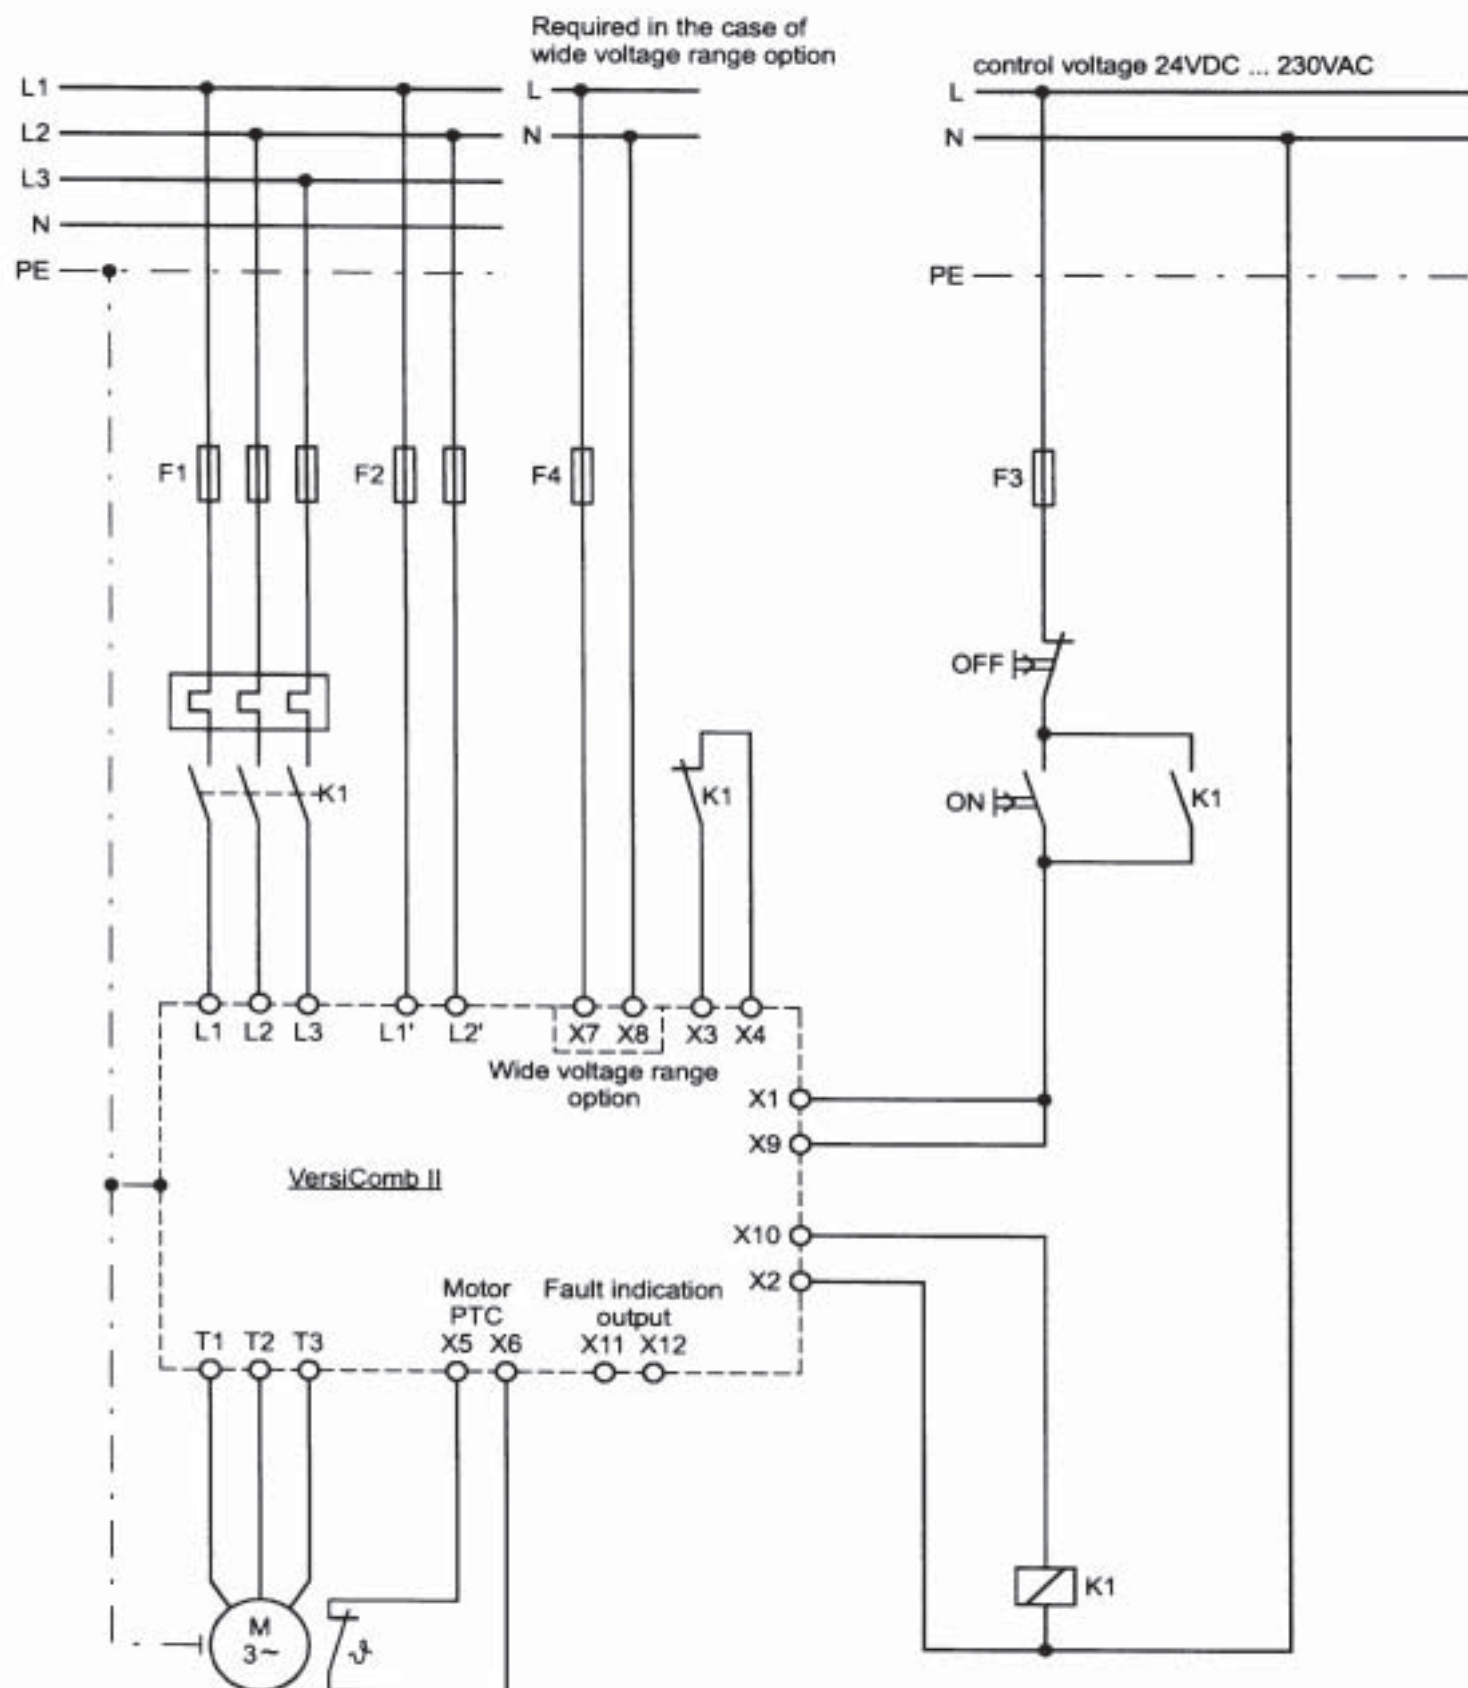 Required in the case of
wide voltage range option
control voltage 24VDC ... 230VAC
L1
L
L
L2
N
N
L3
N
PE
PE
F1
F2
F4
F3
OFF
K1
K1
ON
K1
L1 L2 L3 L1' L2' X7 X8 X3 X4
Wide voltage range
option
X1
X9
VersiComb II
X10
X2
Motor
PTC
Fault indication
output
T1 T2 T3 X5 X6 X11 X12
K1
M
3~
ϑ